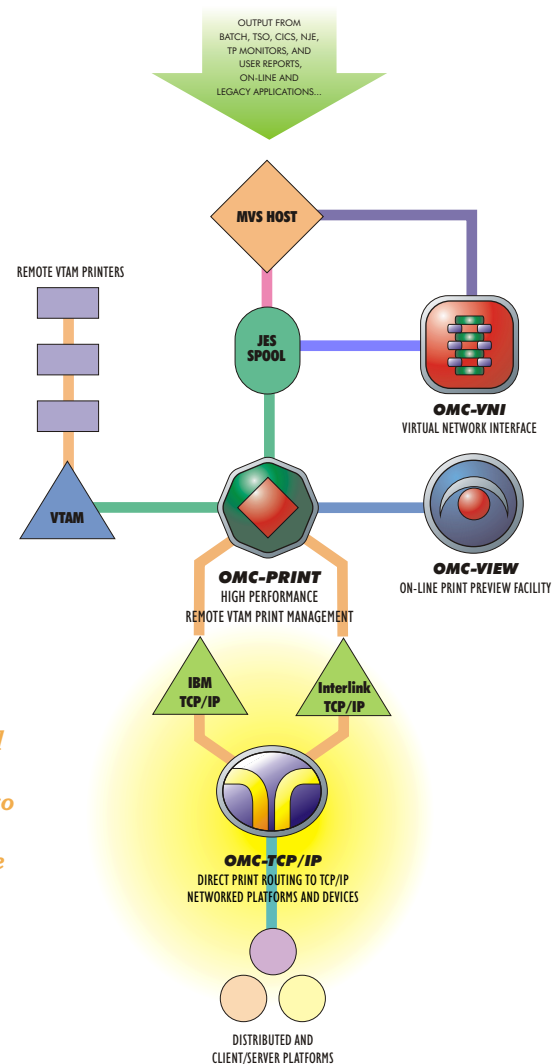 OUTPUT FROM
BATCH, TSO, CICS, NJE,
TP MONITORS, AND
USER REPORTS,
ON-LINE AND
LEGACY APPLICATIONS...
MVS HOST
REMOTE VTAM PRINTERS
JES
SPOOL
OMC-VNI
VIRTUAL NETWORK INTERFACE
VTAM
OMC-PRINT
HIGH PERFORMANCE
REMOTE VTAM PRINT MANAGEMENT
OMC-VIEW
ON-LINE PRINT PREVIEW FACILITY
IBM
TCP/IP
Interlink
TCP/IP
OMC-TCP/IP
DIRECT PRINT ROUTING TO TCP/IP
NETWORKED PLATFORMS AND DEVICES
DISTRIBUTED AND
CLIENT/SERVER PLATFORMS